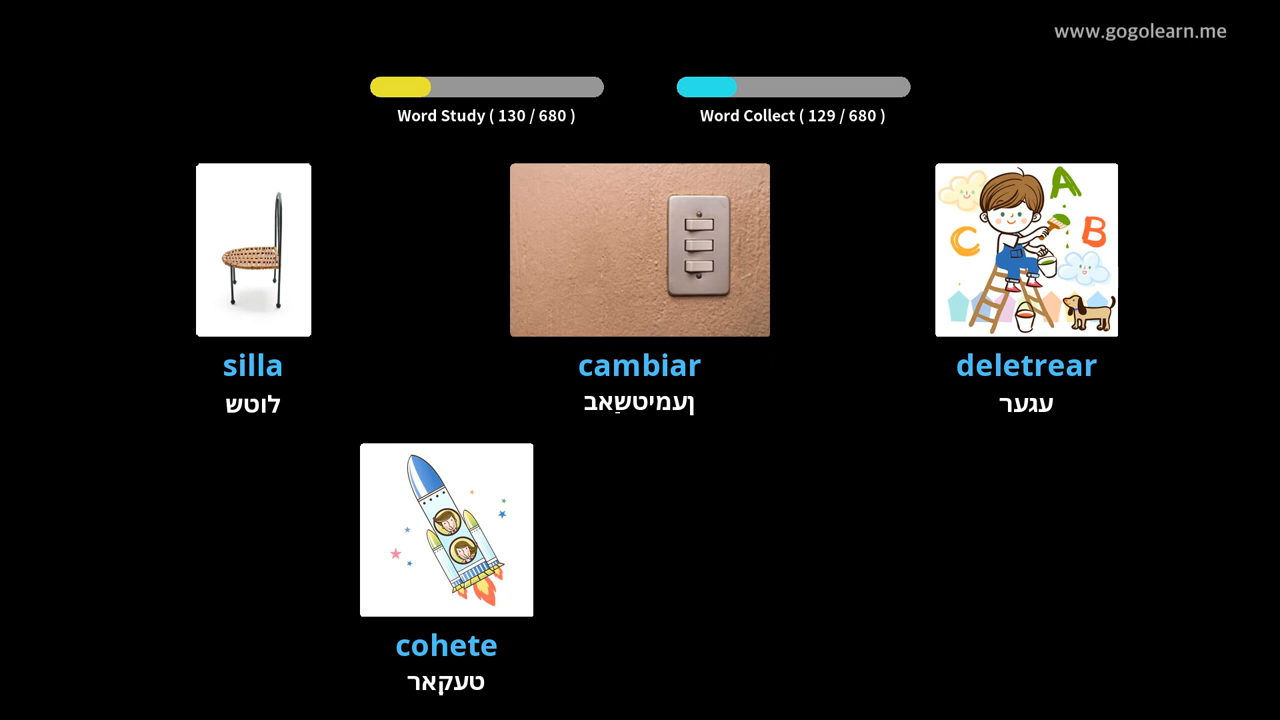 www.gogolearn.me
Word Study ( 130 / 680 )
Word Collect ( 129 / 680 )
silla
cambiar
deletrear
לוטש
ןעמיטשַאב
עגער
cohete
טעקאר